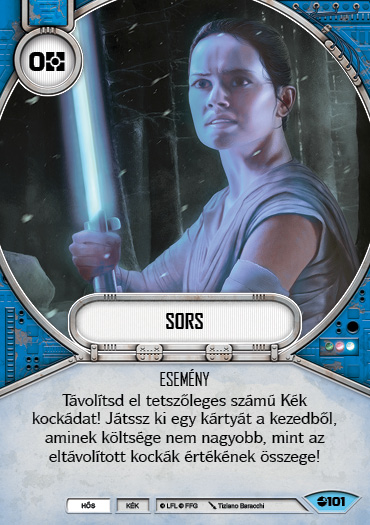 0
SORS
ESEMÉNY
Távolítsd el tetszőleges számú Kék
kockádat! Játssz ki egy kártyát a kezedből,
aminek költsége nem nagyobb, mint az
eltávolított kockák értékének összege!
HŐS
KÉK
© LFL © FFG
Tiziano Baracchi
101